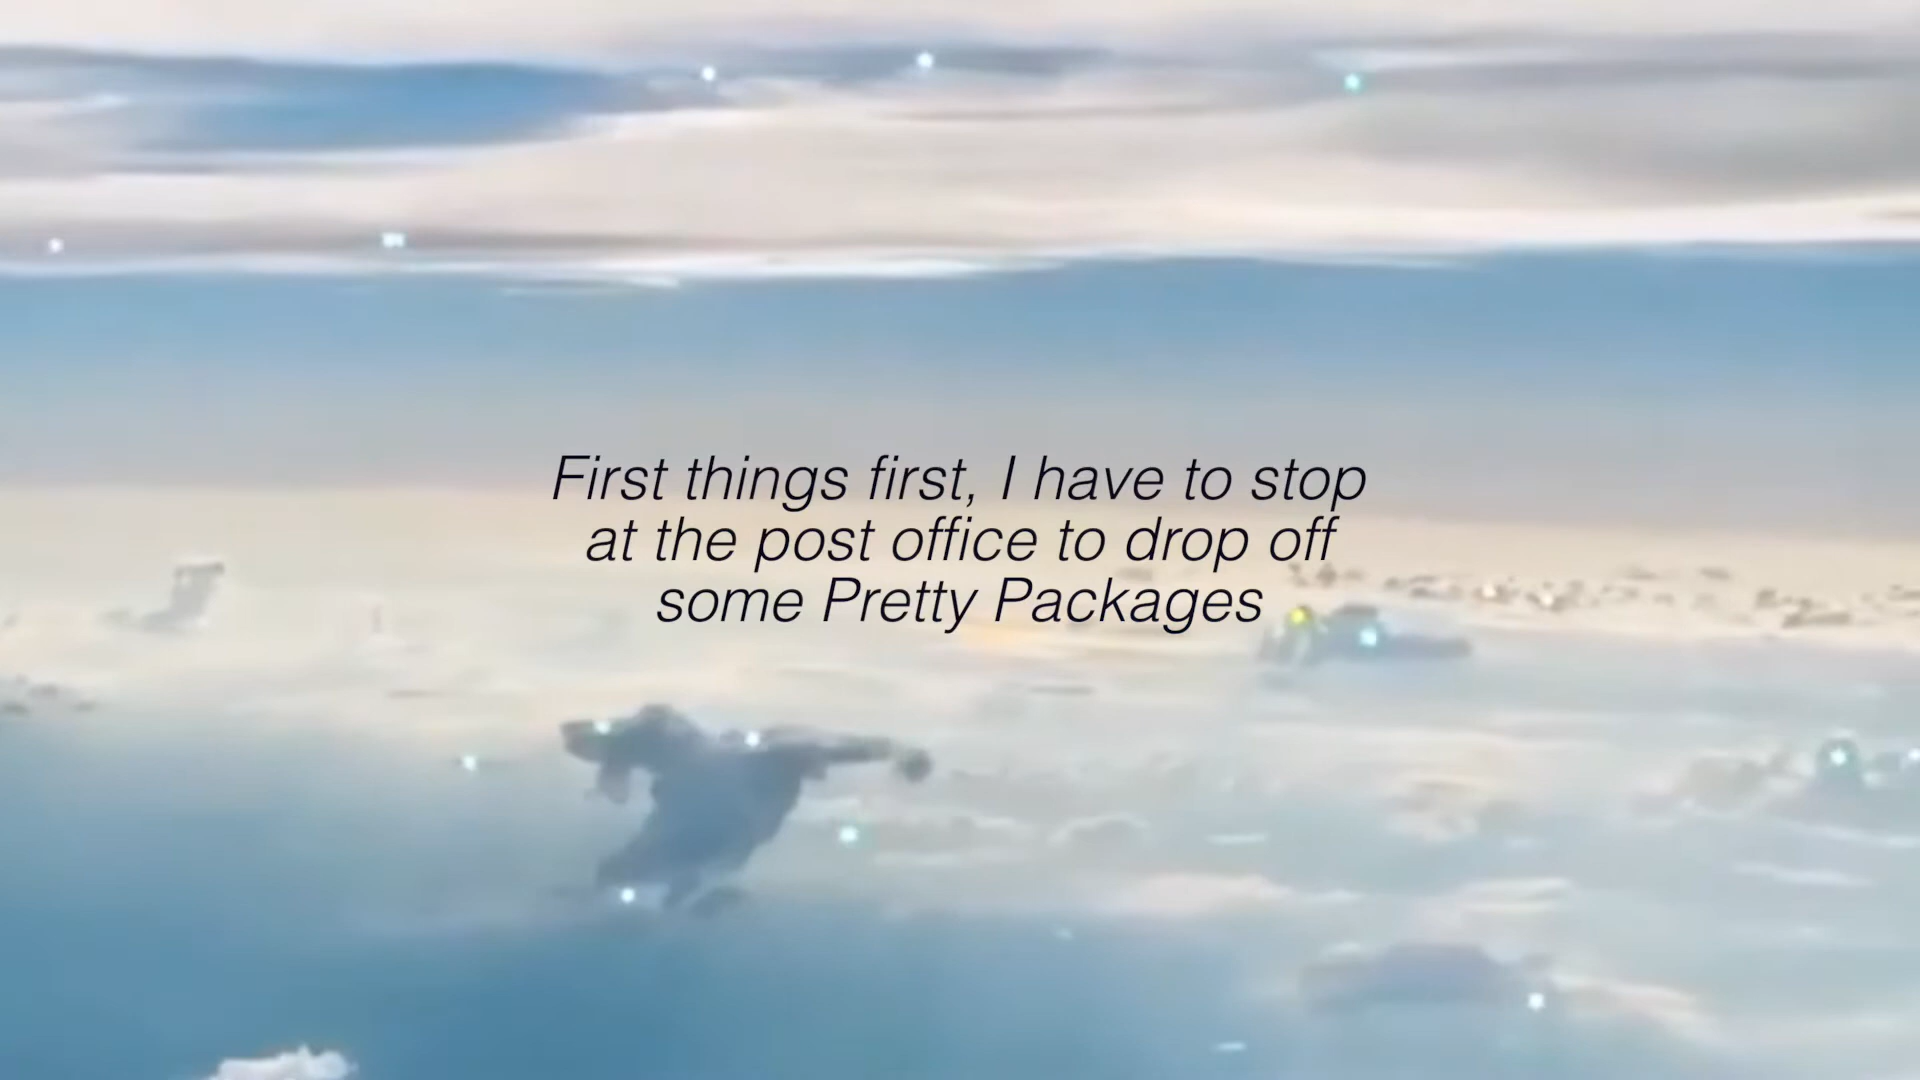 First things first, I have to stop
at the post office to drop off
some Pretty Packages